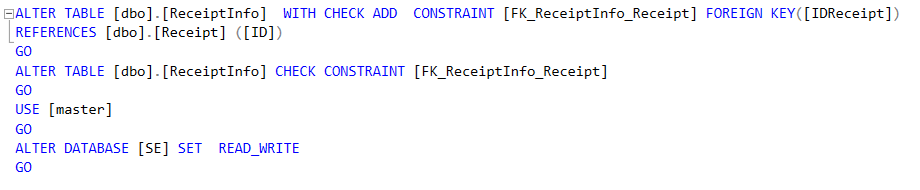 ALTER TABLE [dbo].[ReceiptInfo]  WITH CHECK ADD  CONSTRAINT [FK_ReceiptInfo_Receipt] FOREIGN KEY([IDReceipt])
REFERENCES [dbo].[Receipt] ([ID])
GO
ALTER TABLE [dbo].[ReceiptInfo] CHECK CONSTRAINT [FK_ReceiptInfo_Receipt]
GO
USE [master]
GO
ALTER DATABASE [SE] SET  READ_WRITE
GO